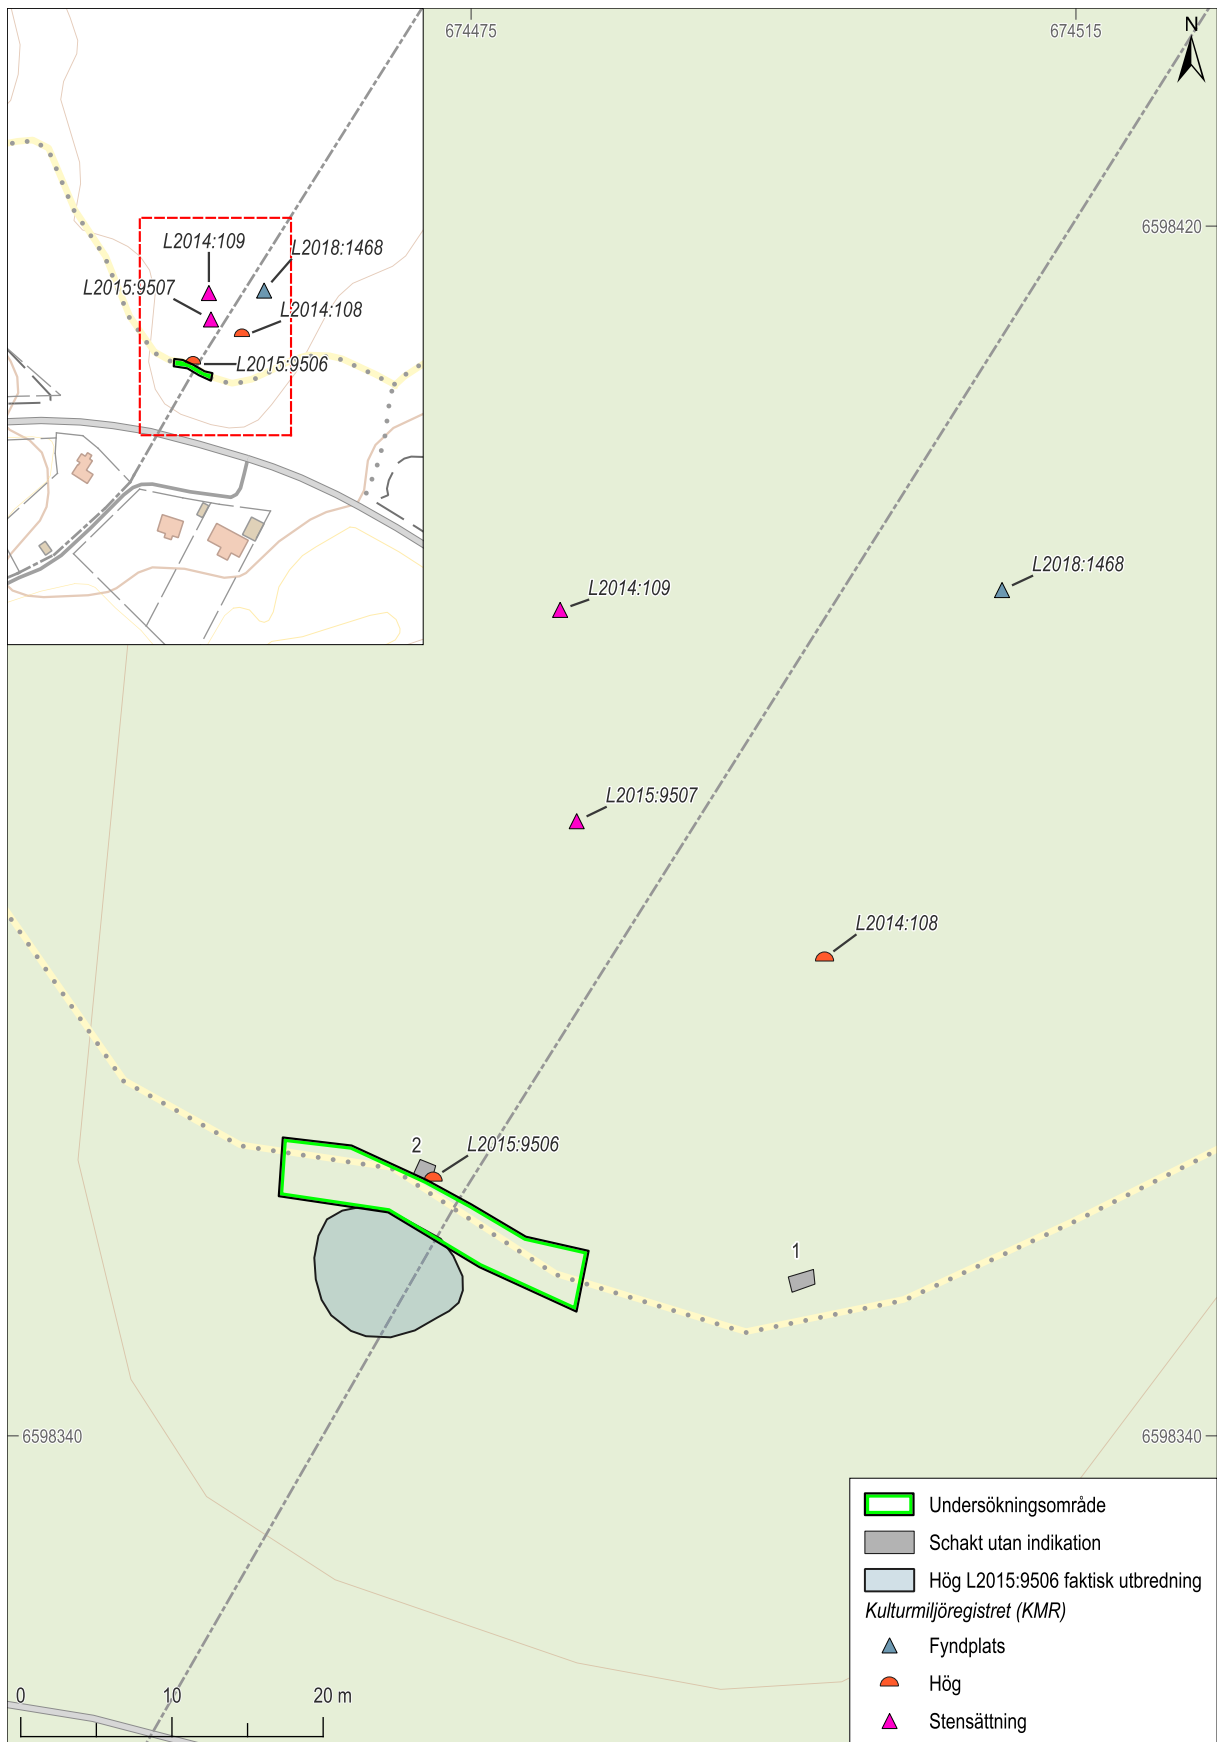 674475
674515
N
6598420
L2014:109
L2018:1468
L2015:9507
L2014:108
L2015:9506
L2018:1468
L2014:109
L2015:9507
L2014:108
2
L2015:9506
1
6598340
6598340
Undersökningsområde
Schakt utan indikation
Hög L2015:9506 faktisk utbredning
Kulturmiljöregistret (KMR)
Fyndplats
Hög
Stensättning
0 10 20 m